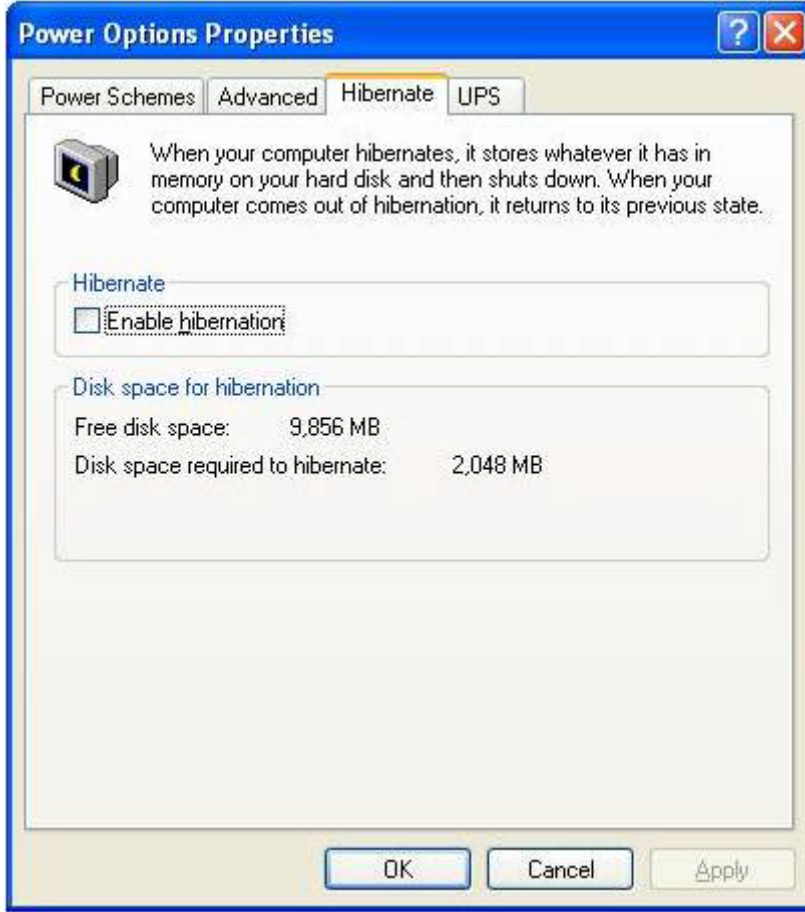 Power Options Properties
Power Schemes Advanced Hibernate UPS
When your computer hibernates, it stores whatever it has in
memory on your hard disk and then shuts down. When your
computer comes out of hibernation, it returns to its previous state.
Hibernate
Enable hibernation
Disk space for hibernation
Free disk space: 9,856 MB
Disk space required to hibernate: 2,048 MB
OK Cancel Apply